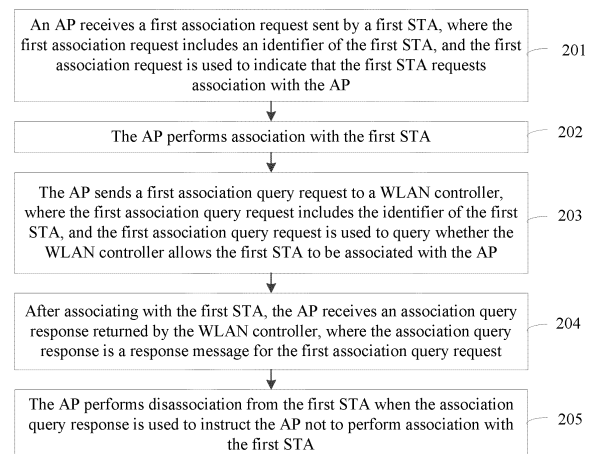 An AP receives a first association request sent by a first STA, where the
first association request includes an identifier of the first STA, and the first
association request is used to indicate that the first STA requests
association with the AP
201
The AP performs association with the first STA
202
The AP sends a first association query request to a WLAN controller,
where the first association query request includes the identifier of the first
STA, and the first association query request is used to query whether the
WLAN controller allows the first STA to be associated with the AP
203
After associating with the first STA, the AP receives an association query
response returned by the WLAN controller, where the association query
response is a response message for the first association query request
204
The AP performs disassociation from the first STA when the association
query response is used to instruct the AP not to perform association with
the first STA
205